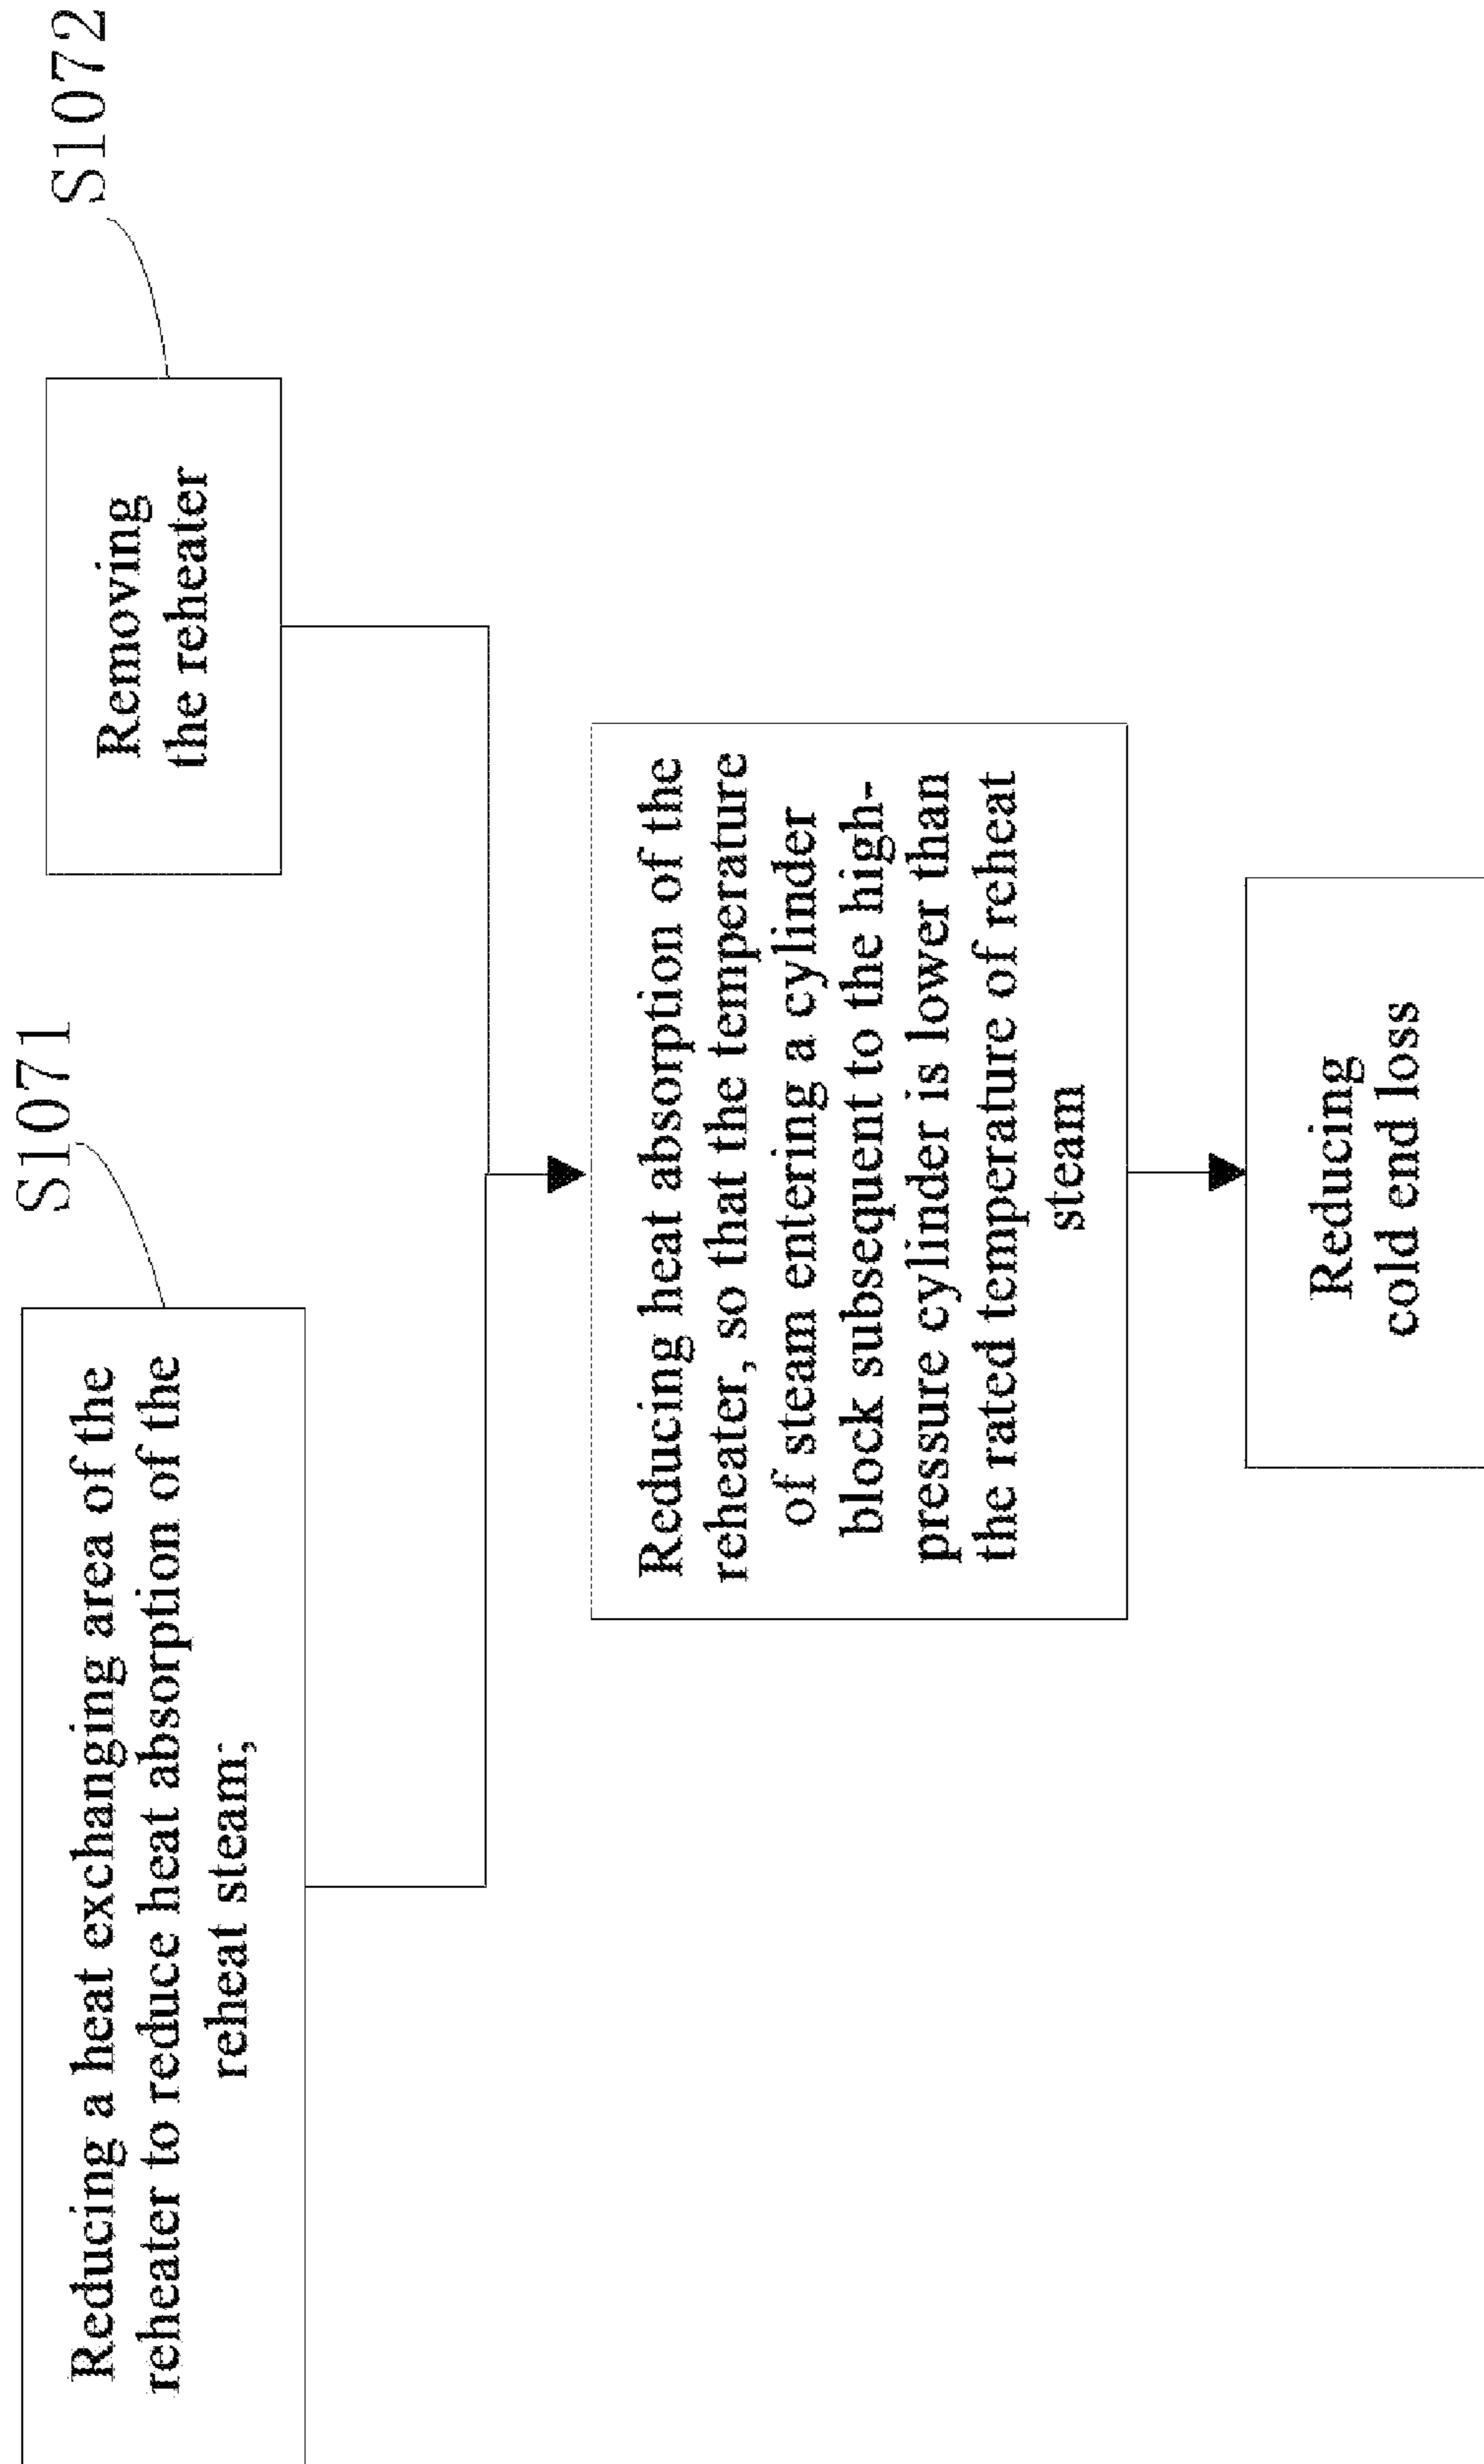 S1071
S1072
Reducing a heat exchanging area of the
reheater to reduce heat absorption of the
reheat steam;
Removing
the reheater
Reducing heat absorption of the
reheater, so that the temperature
of steam entering a cylinder
block subsequent to the high-
pressure cylinder is lower than
the rated temperature of reheat
steam
Reducing
cold end loss